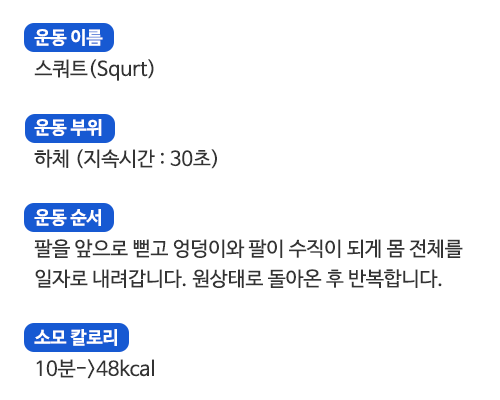 운동 이름
스쿼트(Squrt)
운동 부위
하체 (지속시간 : 30초)
운동 순서
팔을 앞으로 뻗고 엉덩이와 팔이 수직이 되게 몸 전체를
일자로 내려갑니다. 원상태로 돌아온 후 반복합니다.
소모 칼로리
10분->48kcal